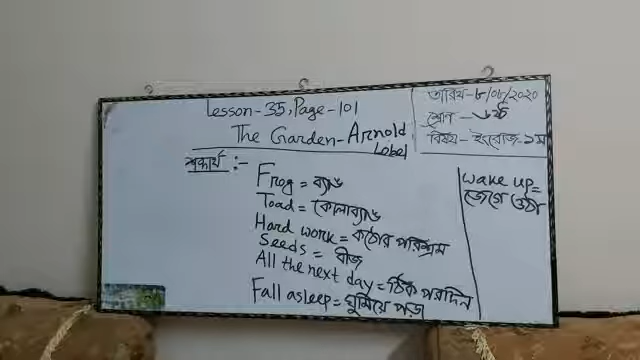 Lesson-35, Page-101
The Garden-Arnold
Lobel
তারিখ-৮/০৮/২০২০
শ্রেণি-৬ষ্ঠ
বিষয়-ইংরেজি-১ম
শব্দার্থ :-
Frog = ব্যাঙ
Toad = কোলাব্যাঙ
Hard work = কঠোর পরিশ্রম
Seeds = বীজ
All the next day = ঠিক পরদিন
Fall asleep = ঘুমিয়ে পড়া
Wake up =
জেগে ওঠা